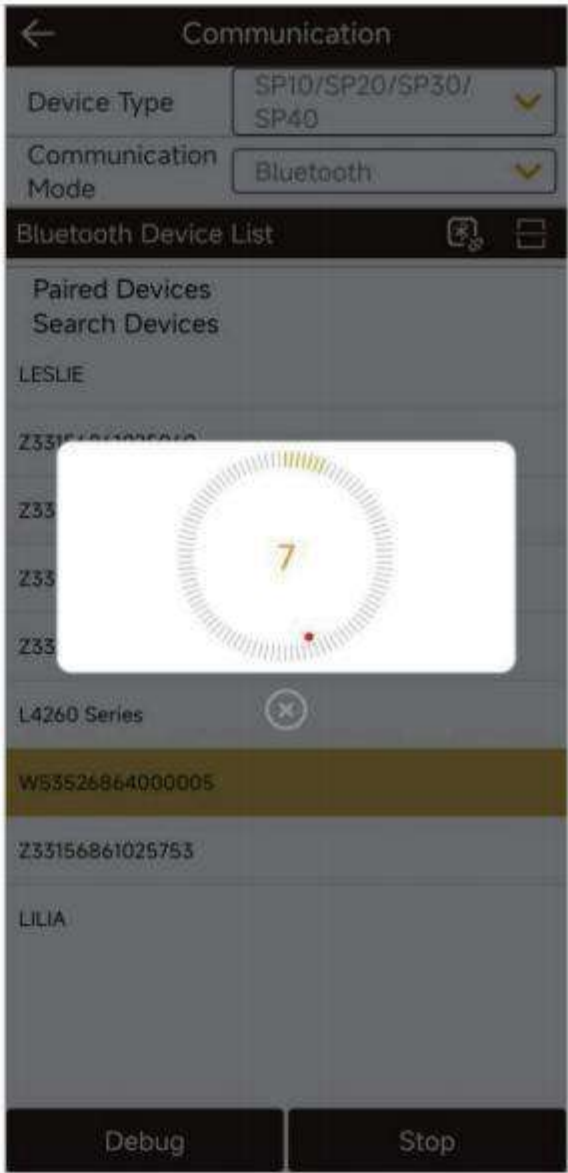 Communication
Device Type
SP10/SP20/SP30/
SP40
Communication
Mode
Bluetooth
Bluetooth Device List
Paired Devices
Search Devices
LESLIE
Z33
Z33
Z33
7
L4260 Series
W53526864000005
Z33156861025753
LILIA
Debug
Stop